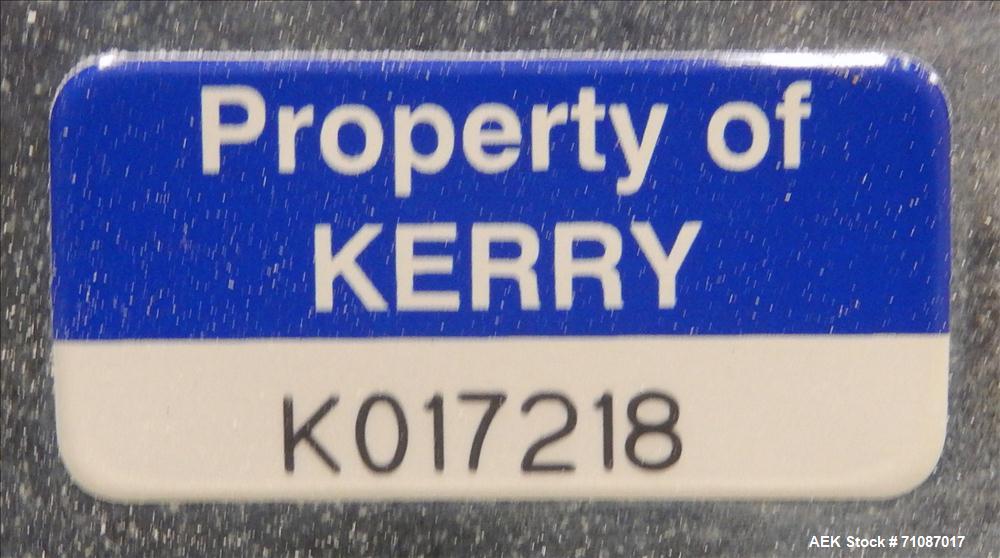 Property of
KERRY
K017218
AEK Stock # 71087017